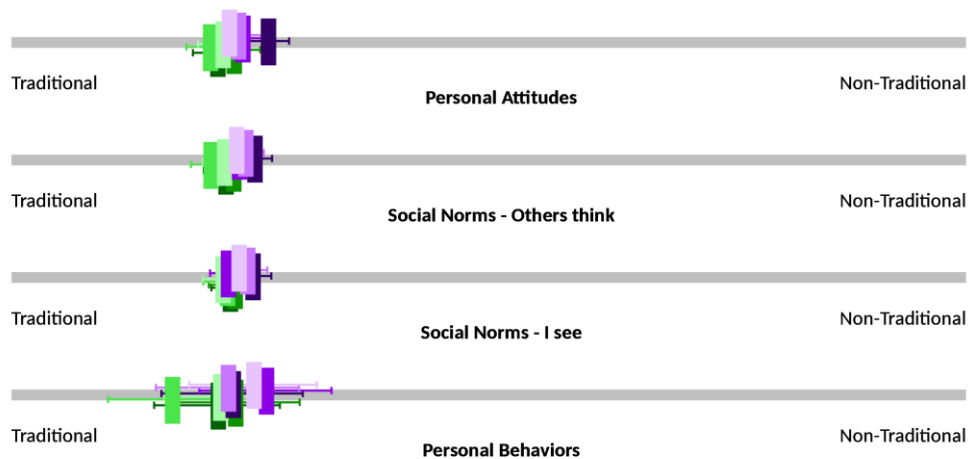 Traditional
Non-Traditional
Personal Attitudes
Traditional
Non-Traditional
Social Norms - Others think
Traditional
Non-Traditional
Social Norms - I see
Traditional
Non-Traditional
Personal Behaviors